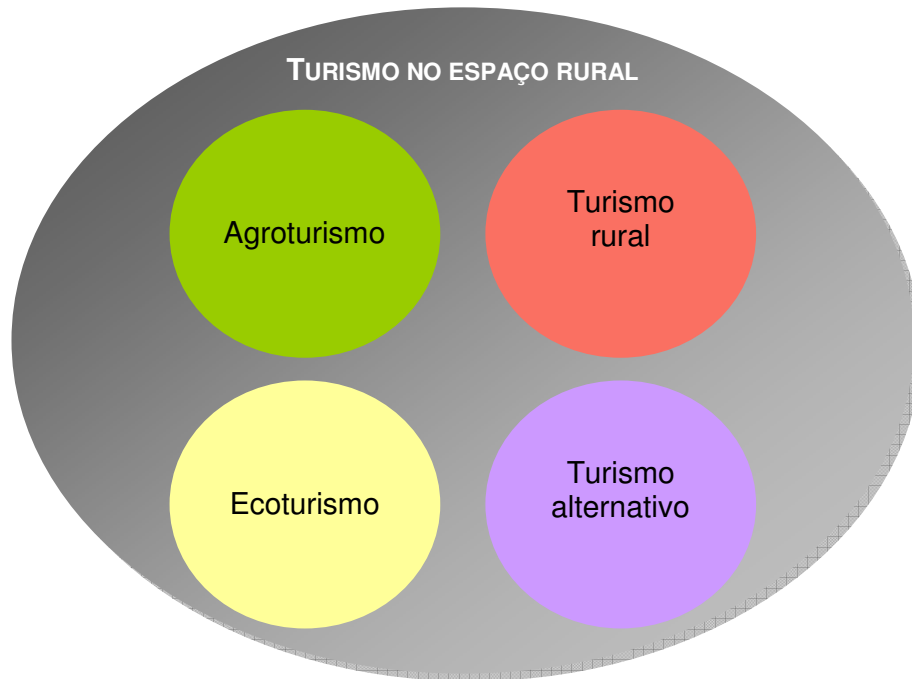 TURISMO NO ESPAÇO RURAL
Agroturismo
Turismo
rural
Ecoturismo
Turismo
alternativo